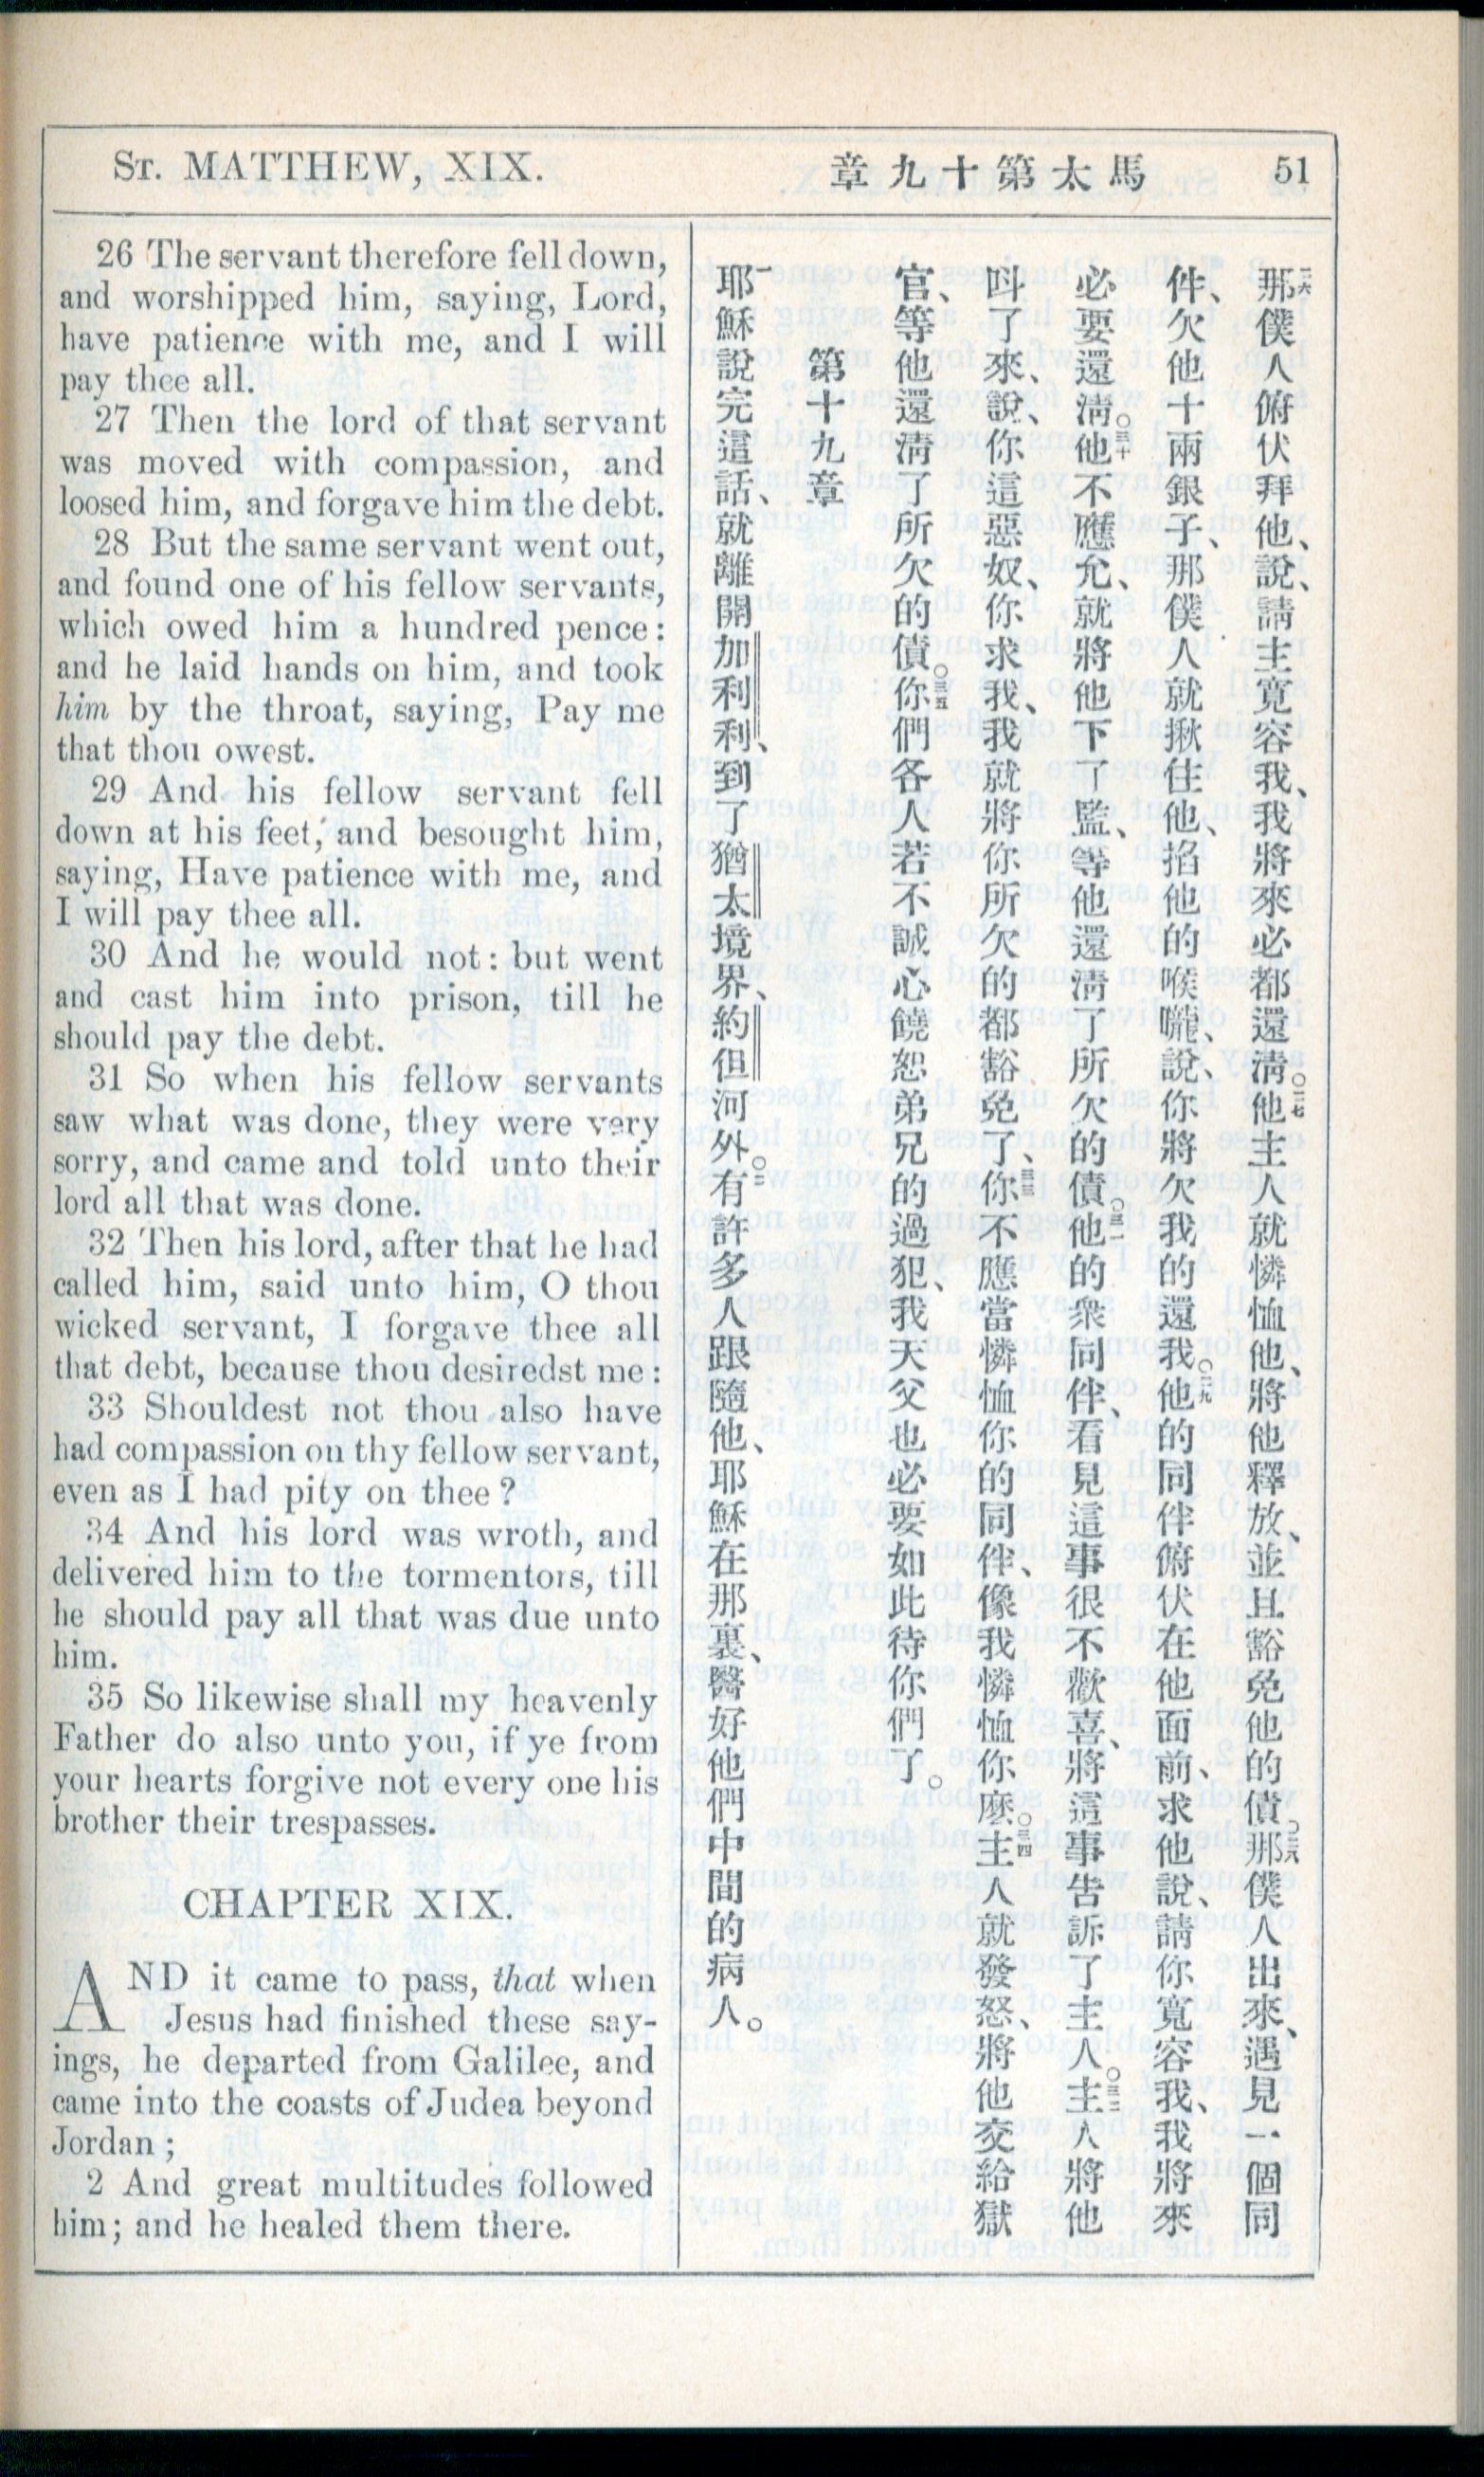 St. MATTHEW, XIX.
章九十第太馬
51
26 The servant therefore fell down,
and worshipped him, saying, Lord,
have patience with me, and I will
pay thee all.
27 Then the lord of that servant
was moved with compassion, and
loosed him, and forgave him the debt.
28 But the same servant went out,
and found one of his fellow servants,
which owed him a hundred pence:
and he laid hands on him, and took
him by the throat, saying, Pay me
that thou owest.
29 And his fellow servant fell
down at his feet, and besought him,
saying, Have patience with me, and
I will pay thee all.
30 And he would not: but went
and cast him into prison, till he
should pay the debt.
31 So when his fellow servants
saw what was done, they were very
sorry, and came and told unto their
lord all that was done.
32 Then his lord, after that he had
called him, said unto him, O thou
wicked servant, I forgave thee all
that debt, because thou desiredst me:
33 Shouldest not thou also have
had compassion on thy fellow servant,
even as I had pity on thee?
34 And his lord was wroth, and
delivered him to the tormentors, till
he should pay all that was due unto
him.
35 So likewise shall my heavenly
Father do also unto you, if ye from
your hearts forgive not every one his
brother their trespasses.
CHAPTER XIX.
AND it came to pass, that when
Jesus had finished these say-
ings, he departed from Galilee, and
came into the coasts of Judea beyond
Jordan;
2 And great multitudes followed
him; and he healed them there.
二六那僕人俯伏拜他、說、請主寬容我、我將來必都還淸。○二七他主人就憐恤他、將他釋放、並且豁免他的債。○二八那僕人出來、遇見一個同
伴、欠他十兩銀子、那僕人就揪住他、掐他的喉嚨、說、你將欠我的還我。○二九他的同伴俯伏在他面前、求他說、請你寬容我、我將來
必要還淸。○三十他不應允、就將他下了監、等他還淸了所欠的債。○三一他的衆同伴、看見這事很不歡喜、將這事告訴了主人。○三二主人將他
呌了來、說、你這惡奴、你求我、我就將你所欠的都豁免了、三三你不應當憐恤你的同伴、像我憐恤你麽。○三四主人就發怒、將他交給獄
官、等他還淸了所欠的債。○三五你們各人若不誠心饒恕弟兄的過犯、我天父也必要如此待你們了。
第十九章
一耶穌說完這話、就離開加利利、到了猶太境界、約但河外。○二有許多人跟隨他、耶穌在那裏、醫好他們中間的病人。